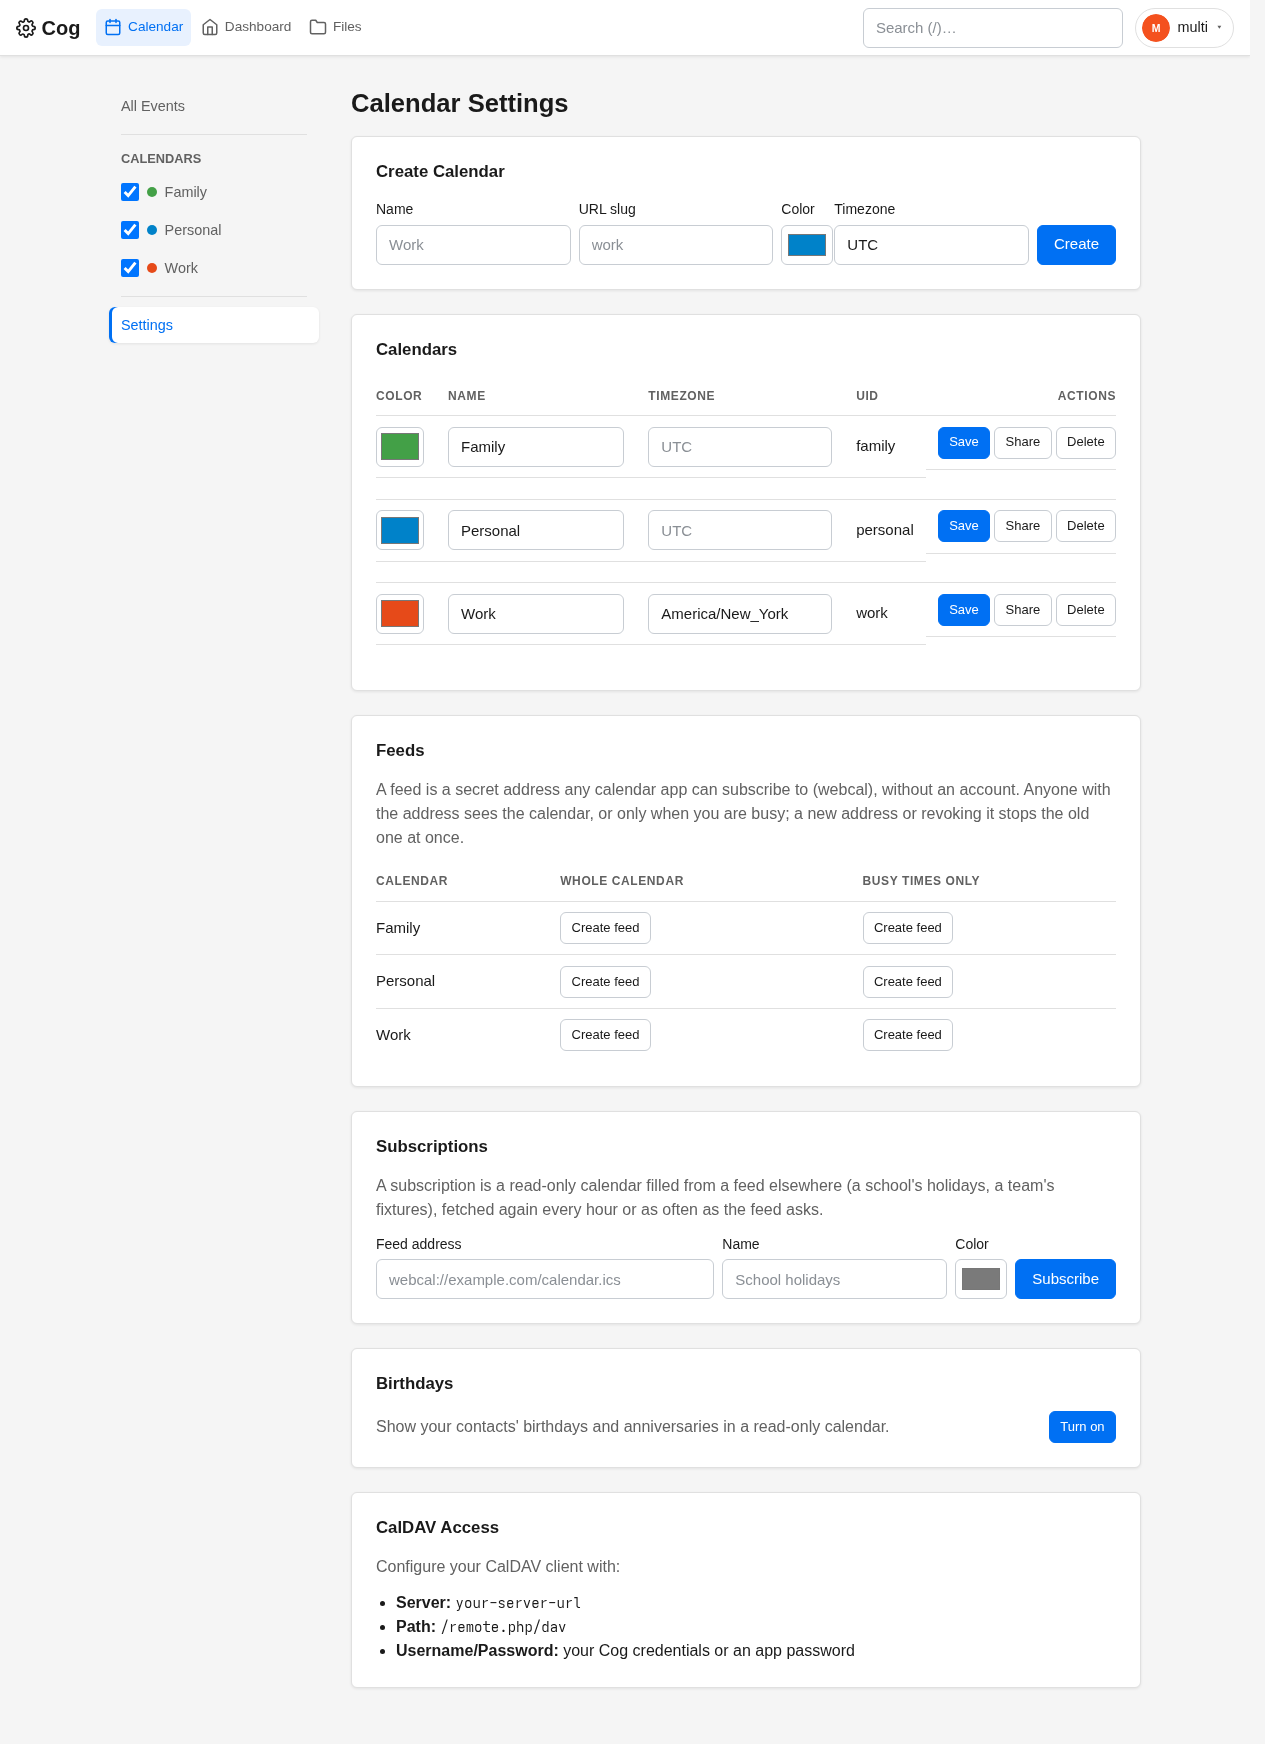 Cog Calendar Dashboard Files Search (/)… M multi
All Events
CALENDARS
Family
Personal
Work
Settings
Calendar Settings
Create Calendar
Name URL slug Color Timezone
Work work UTC Create
Calendars
COLOR NAME TIMEZONE UID ACTIONS
Family UTC family Save Share Delete
Personal UTC personal Save Share Delete
Work America/New_York work Save Share Delete
Feeds
A feed is a secret address any calendar app can subscribe to (webcal), without an account. Anyone with
the address sees the calendar, or only when you are busy; a new address or revoking it stops the old
one at once.
CALENDAR WHOLE CALENDAR BUSY TIMES ONLY
Family Create feed Create feed
Personal Create feed Create feed
Work Create feed Create feed
Subscriptions
A subscription is a read-only calendar filled from a feed elsewhere (a school's holidays, a team's
fixtures), fetched again every hour or as often as the feed asks.
Feed address Name Color
webcal://example.com/calendar.ics School holidays Subscribe
Birthdays
Show your contacts' birthdays and anniversaries in a read-only calendar. Turn on
CalDAV Access
Configure your CalDAV client with:
• Server: your-server-url
• Path: /remote.php/dav
• Username/Password: your Cog credentials or an app password